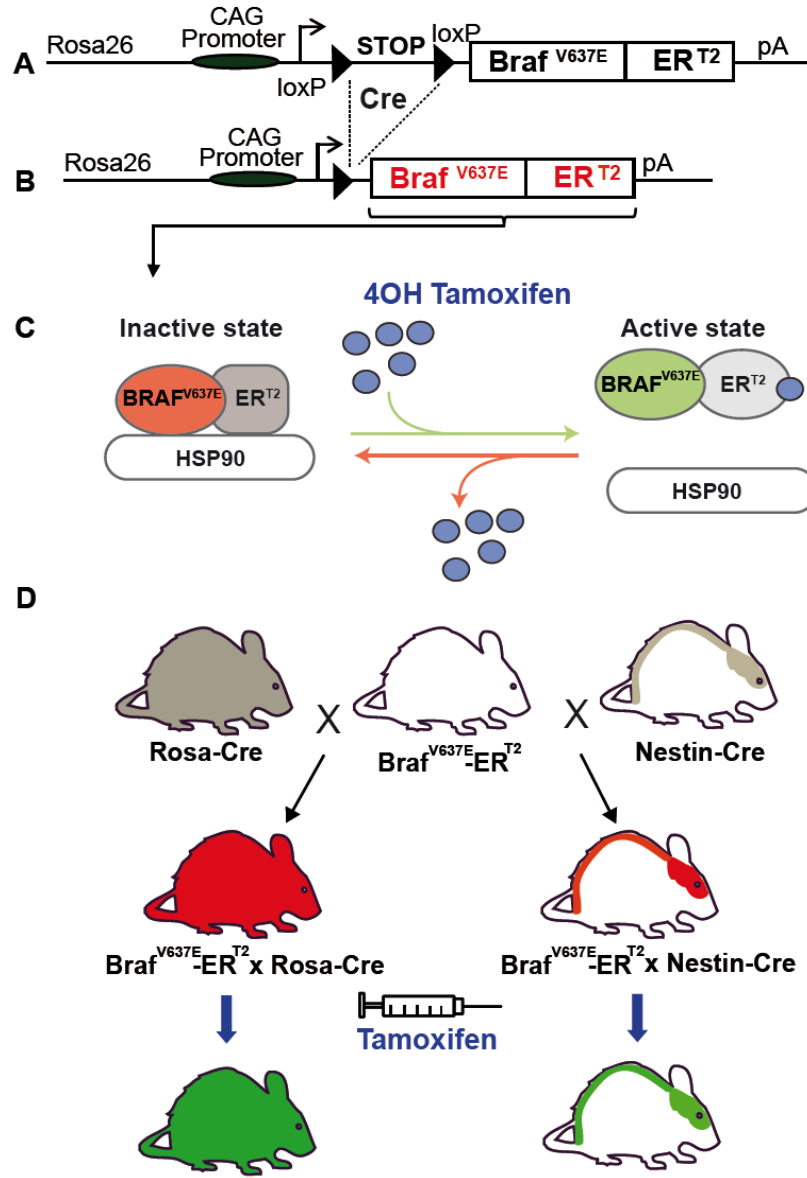 A
Rosa26
CAG
Promoter
loxP
STOP
loxP
Braf V637E
ER T2
pA
Cre
B
Rosa26
CAG
Promoter
Braf V637E
ER T2
pA
C
4OH Tamoxifen
Inactive state
Active state
BRAF V637E
ER T2
HSP90
BRAF V637E
ER T2
HSP90
D
X
X
Rosa-Cre
Braf V637E -ER T2
Nestin-Cre
Braf V637E -ER T2 x Rosa-Cre
Braf V637E -ER T2 x Nestin-Cre
Tamoxifen